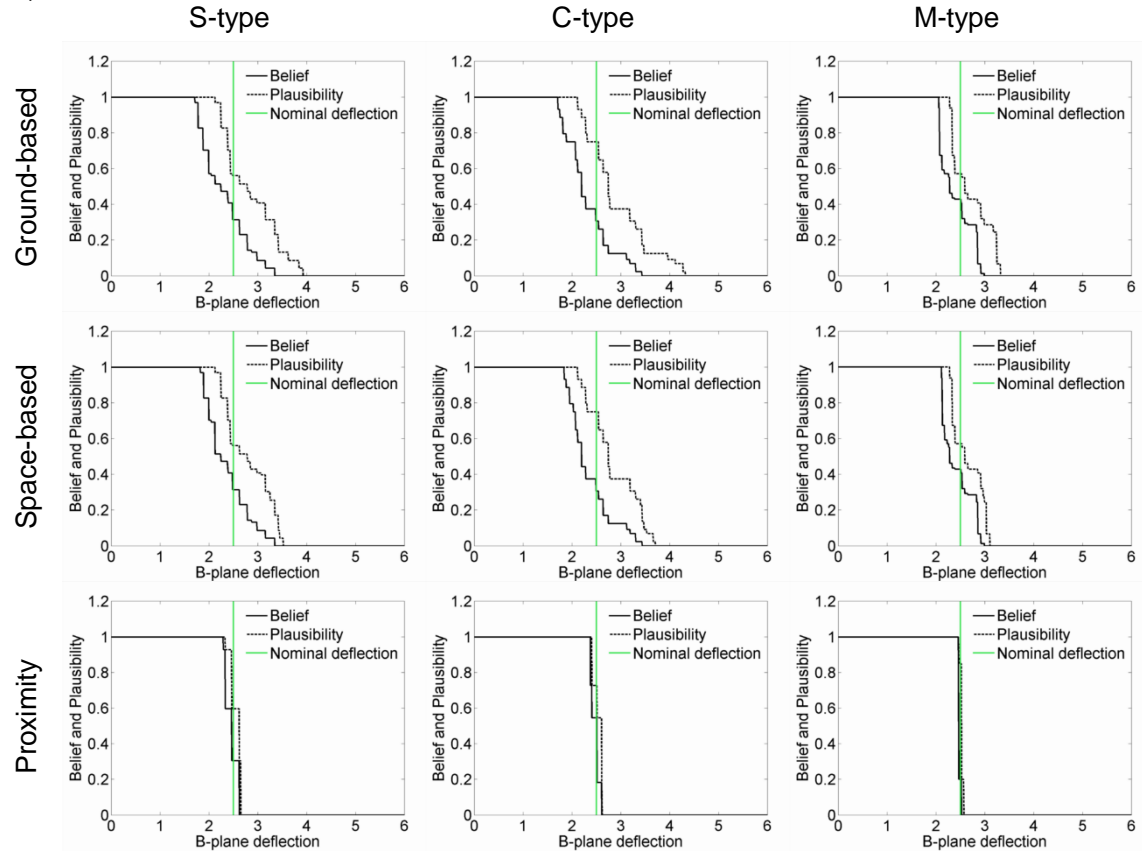 S-type C-type M-type
Ground-based
Belief and Plausibility
1.2
1
0.8
0.6
0.4
0.2
0
Belief
Plausibility
Nominal deflection
0 1 2 3 4 5 6
B-plane deflection
Belief and Plausibility
1.2
1
0.8
0.6
0.4
0.2
0
Belief
Plausibility
Nominal deflection
0 1 2 3 4 5 6
B-plane deflection
Belief and Plausibility
1.2
1
0.8
0.6
0.4
0.2
0
Belief
Plausibility
Nominal deflection
0 1 2 3 4 5 6
B-plane deflection
Space-based
Belief and Plausibility
1.2
1
0.8
0.6
0.4
0.2
0
Belief
Plausibility
Nominal deflection
0 1 2 3 4 5 6
B-plane deflection
Belief and Plausibility
1.2
1
0.8
0.6
0.4
0.2
0
Belief
Plausibility
Nominal deflection
0 1 2 3 4 5 6
B-plane deflection
Belief and Plausibility
1.2
1
0.8
0.6
0.4
0.2
0
Belief
Plausibility
Nominal deflection
0 1 2 3 4 5 6
B-plane deflection
Proximity
Belief and Plausibility
1.2
1
0.8
0.6
0.4
0.2
0
Belief
Plausibility
Nominal deflection
0 1 2 3 4 5 6
B-plane deflection
Belief and Plausibility
1.2
1
0.8
0.6
0.4
0.2
0
Belief
Plausibility
Nominal deflection
0 1 2 3 4 5 6
B-plane deflection
Belief and Plausibility
1.2
1
0.8
0.6
0.4
0.2
0
Belief
Plausibility
Nominal deflection
0 1 2 3 4 5 6
B-plane deflection